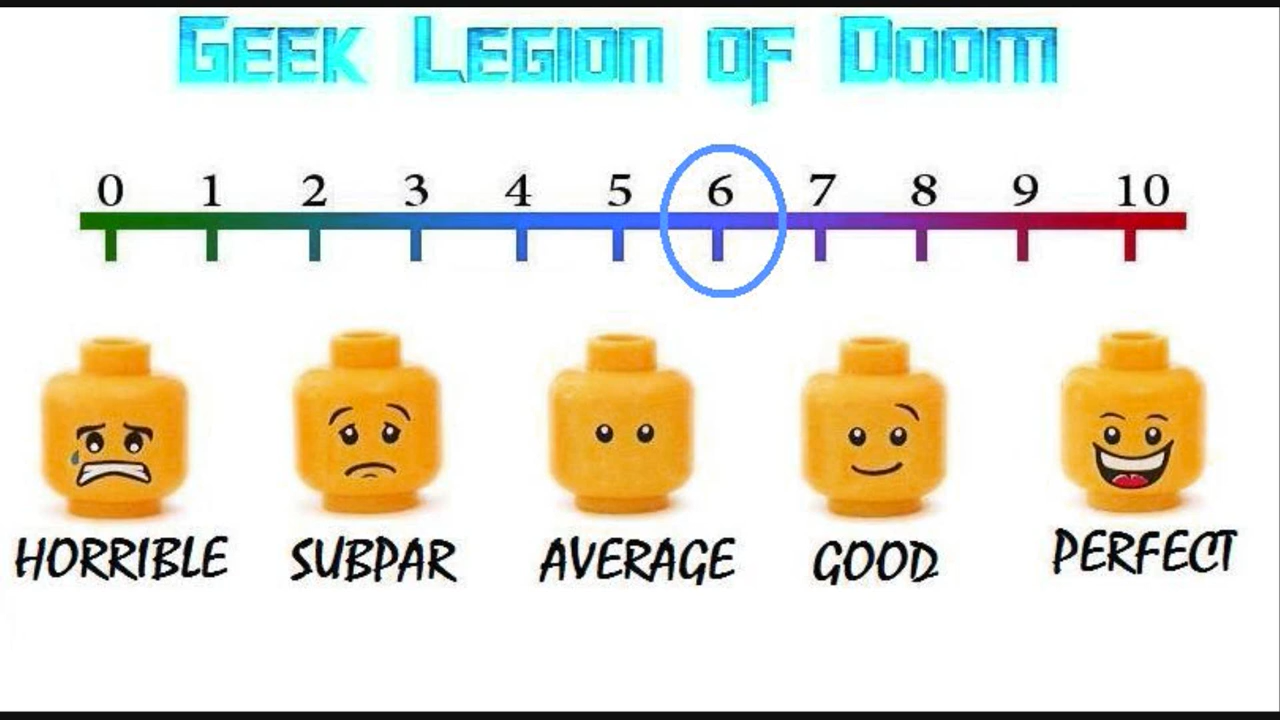 Geek Legion of Doom
0 1 2 3 4 5 6 7 8 9 10
HORRIBLE SUBPAR AVERAGE GOOD PERFECT